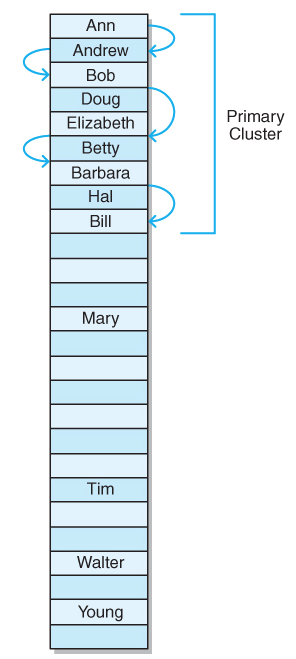 Ann
Andrew
Bob
Doug
Elizabeth
Betty
Barbara
Hal
Bill
Primary
Cluster
Mary
Tim
Walter
Young